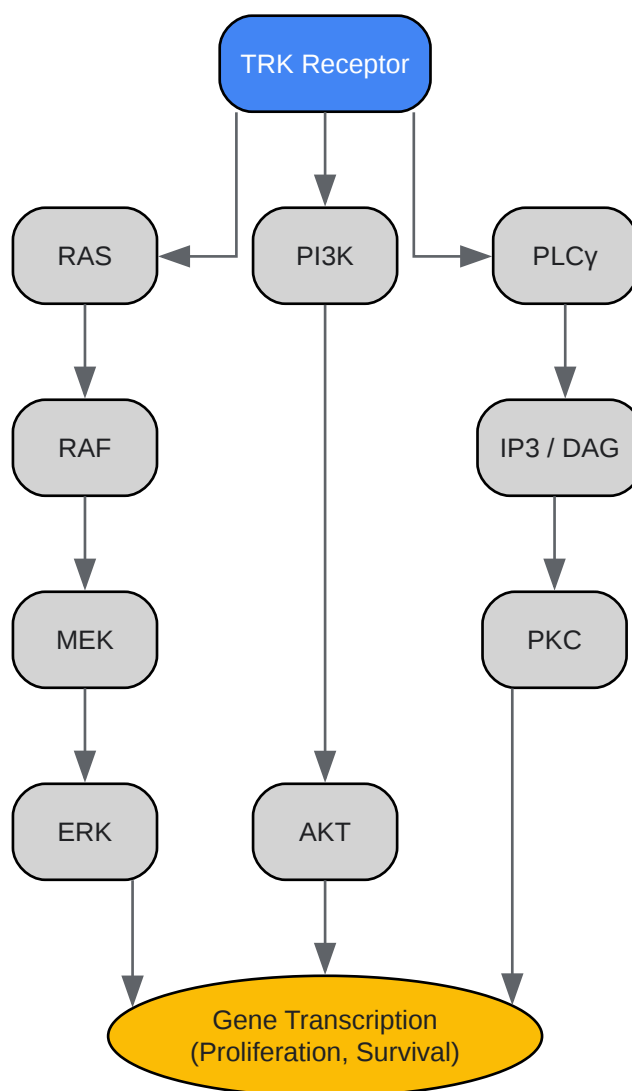 TRK Receptor
RAS
PI3K
PLCγ
RAF
IP3 / DAG
MEK
PKC
ERK
AKT
Gene Transcription
(Proliferation, Survival)